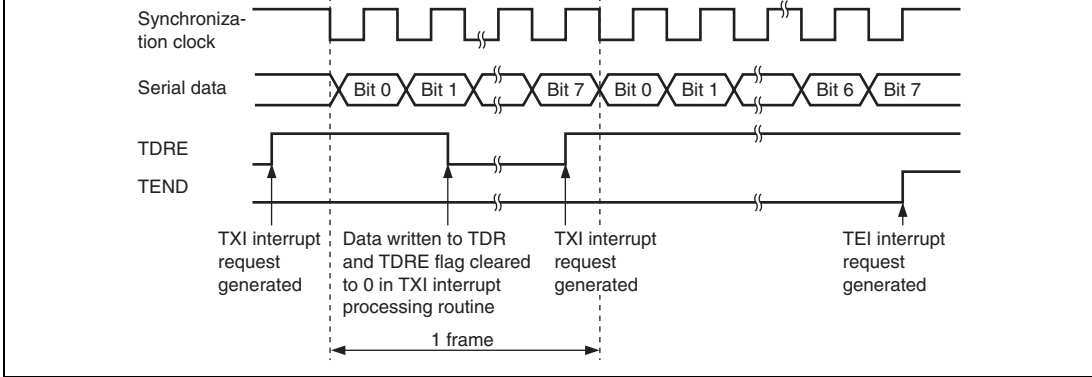 Synchroniza-
tion clock
Serial data
Bit 0 Bit 1 Bit 7 Bit 0 Bit 1 Bit 6 Bit 7
TDRE
TEND
TXI interrupt
request
generated
Data written to TDR
and TDRE flag cleared
to 0 in TXI interrupt
processing routine
TXI interrupt
request
generated
TEI interrupt
request
generated
1 frame